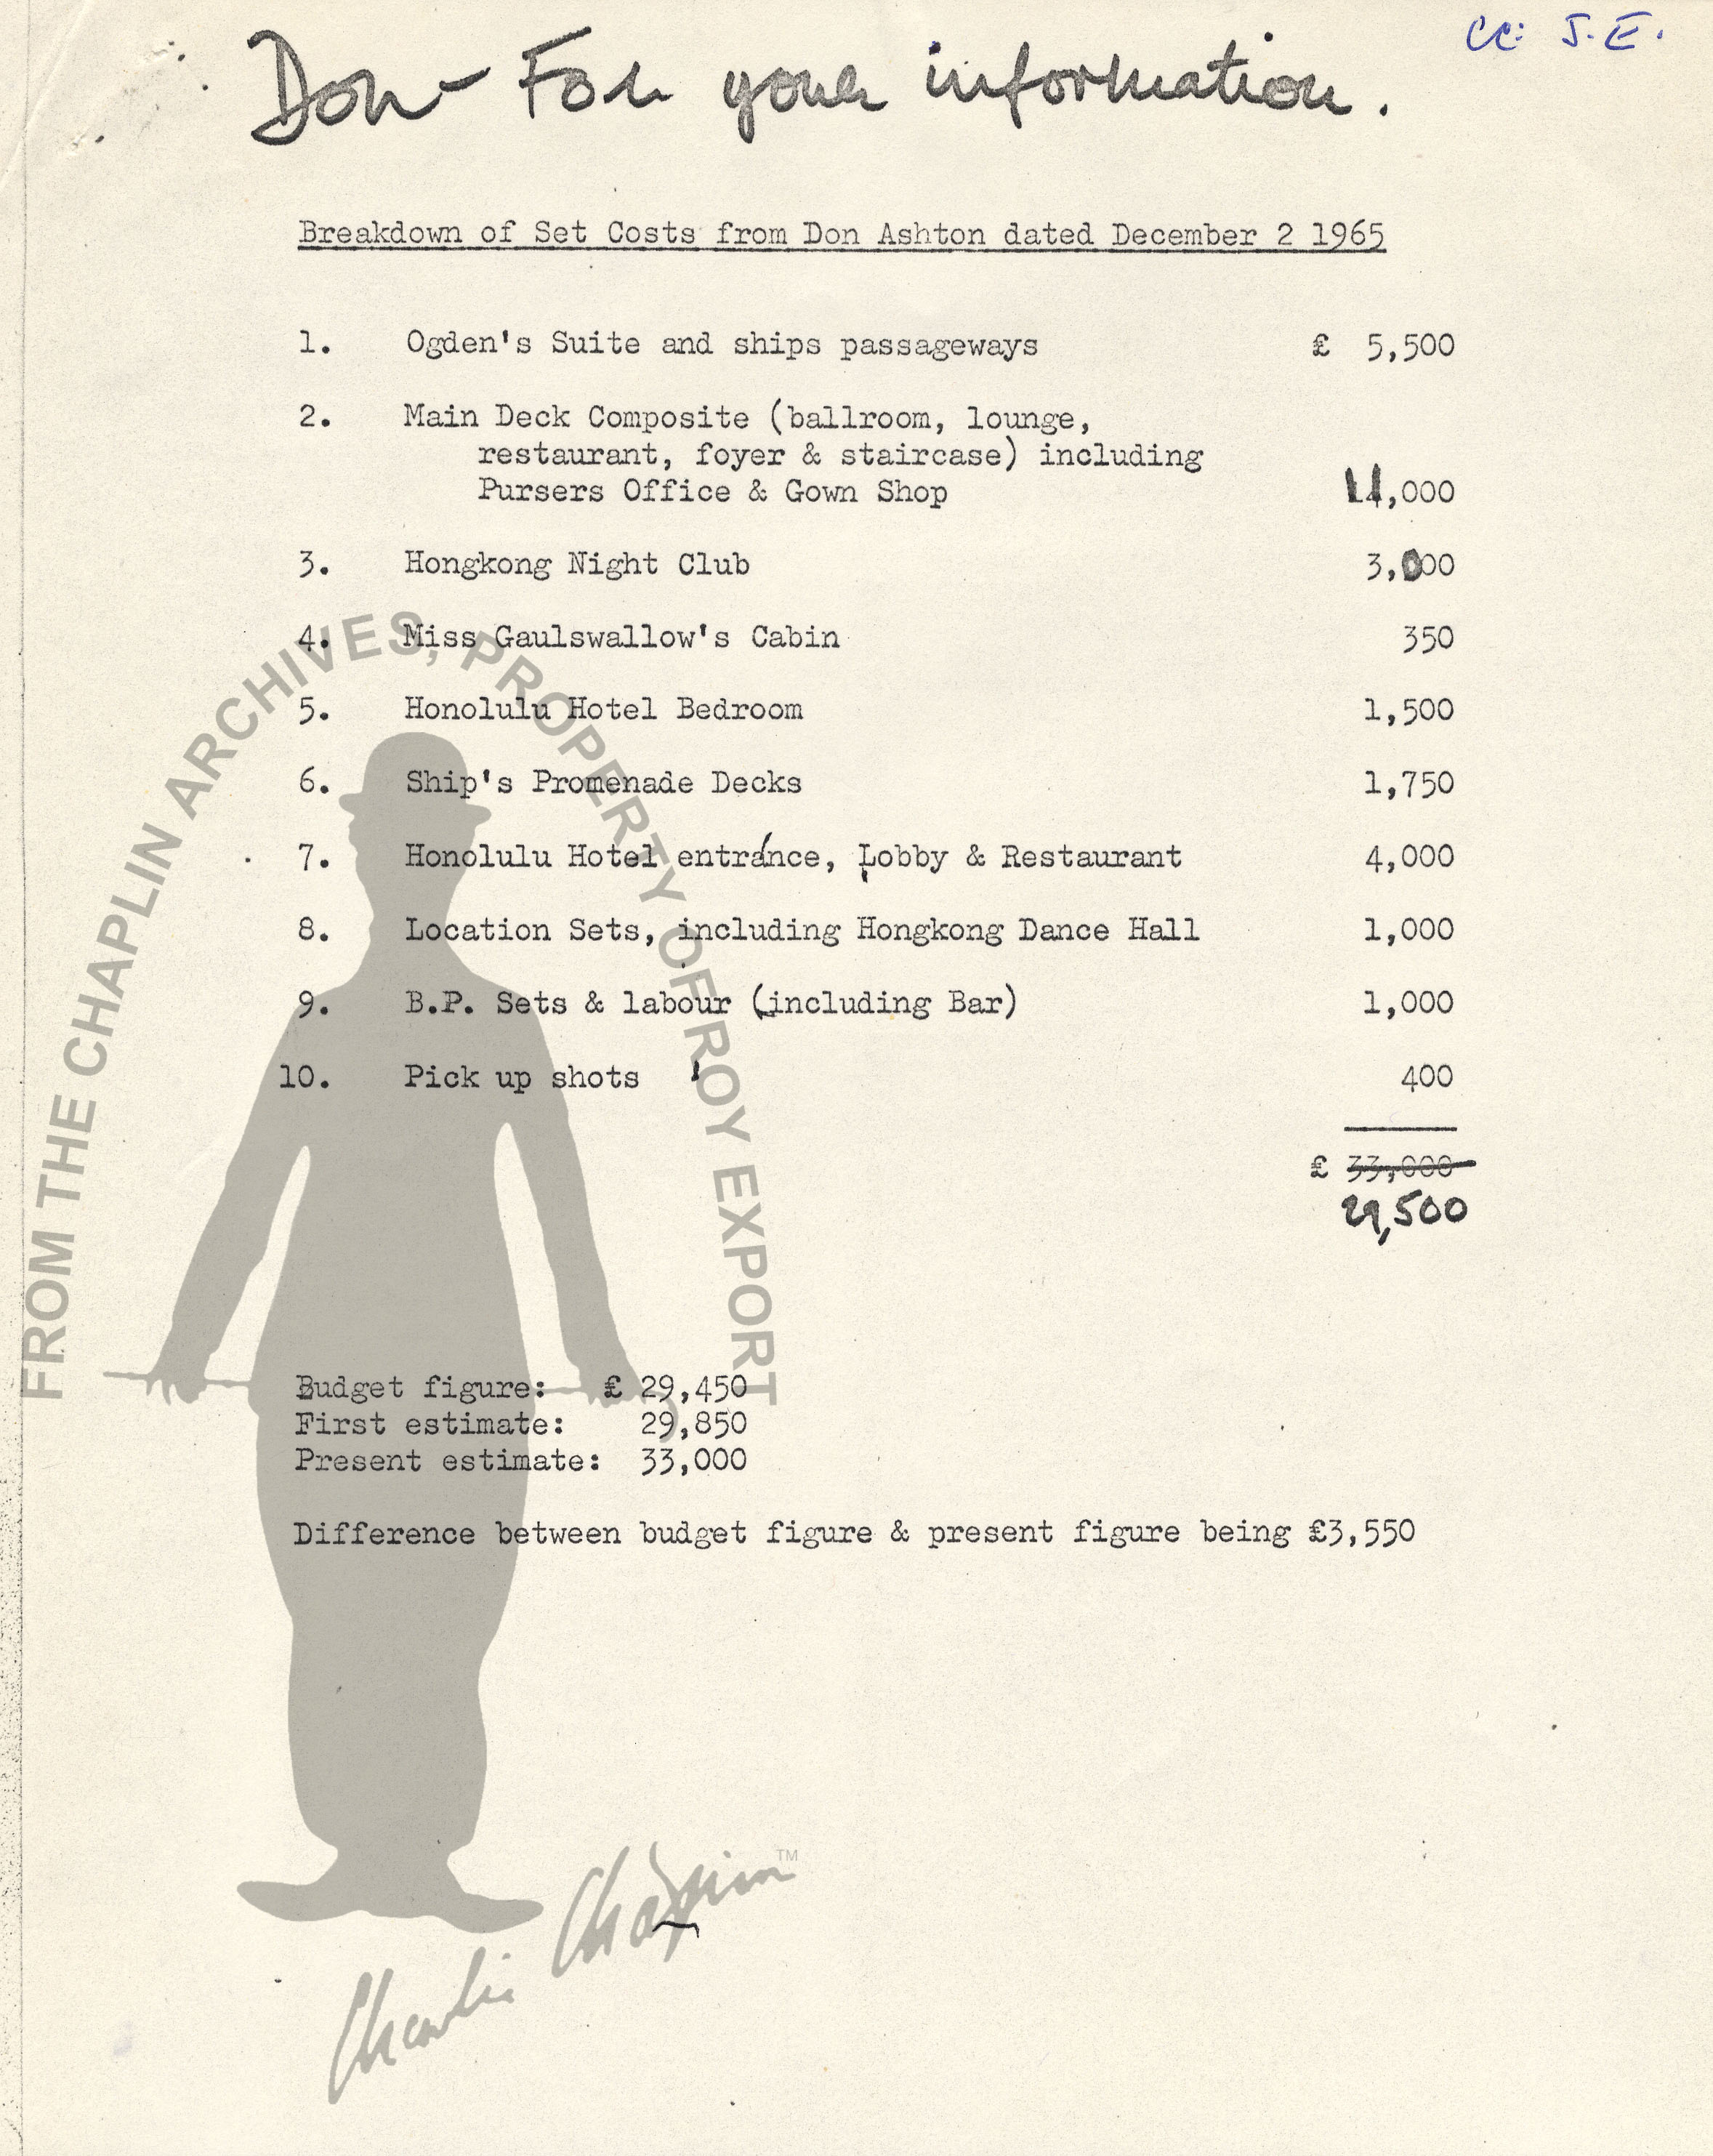 cc: J.E.
Don - For your information.
Breakdown of Set Costs from Don Ashton dated December 2 1965
1. Ogden's Suite and ships passageways £ 5,500
2. Main Deck Composite (ballroom, lounge,
restaurant, foyer & staircase) including
Pursers Office & Gown Shop 11,000
3. Hongkong Night Club 3,000
4. Miss Gaulswallow's Cabin 350
5. Honolulu Hotel Bedroom 1,500
6. Ship's Promenade Decks 1,750
7. Honolulu Hotel entrance, Lobby & Restaurant 4,000
8. Location Sets, including Hongkong Dance Hall 1,000
9. B.P. Sets & labour (including Bar) 1,000
10. Pick up shots 400
£ 33,000
29,500
Budget figure: £ 29,450
First estimate: 29,850
Present estimate: 33,000
Difference between budget figure & present figure being £3,550
FROM THE CHAPLIN ARCHIVES, PROPERTY OF ROY EXPORT
Charlie Chaplin™